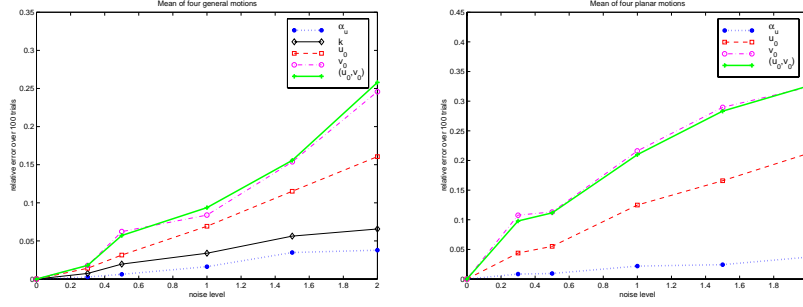 Mean of four general motions
0.35
0.3
0.25
0.2
0.15
0.1
0.05
0
relative error over 100 trials
0 0.2 0.4 0.6 0.8 1 1.2 1.4 1.6 1.8 2
noise level
α_u
k
u_0
v_0
(u_0,v_0)
Mean of four planar motions
0.45
0.4
0.35
0.3
0.25
0.2
0.15
0.1
0.05
0
relative error over 100 trials
0 0.2 0.4 0.6 0.8 1 1.2 1.4 1.6 1.8
noise level
α_u
u_0
v_0
(u_0,v_0)